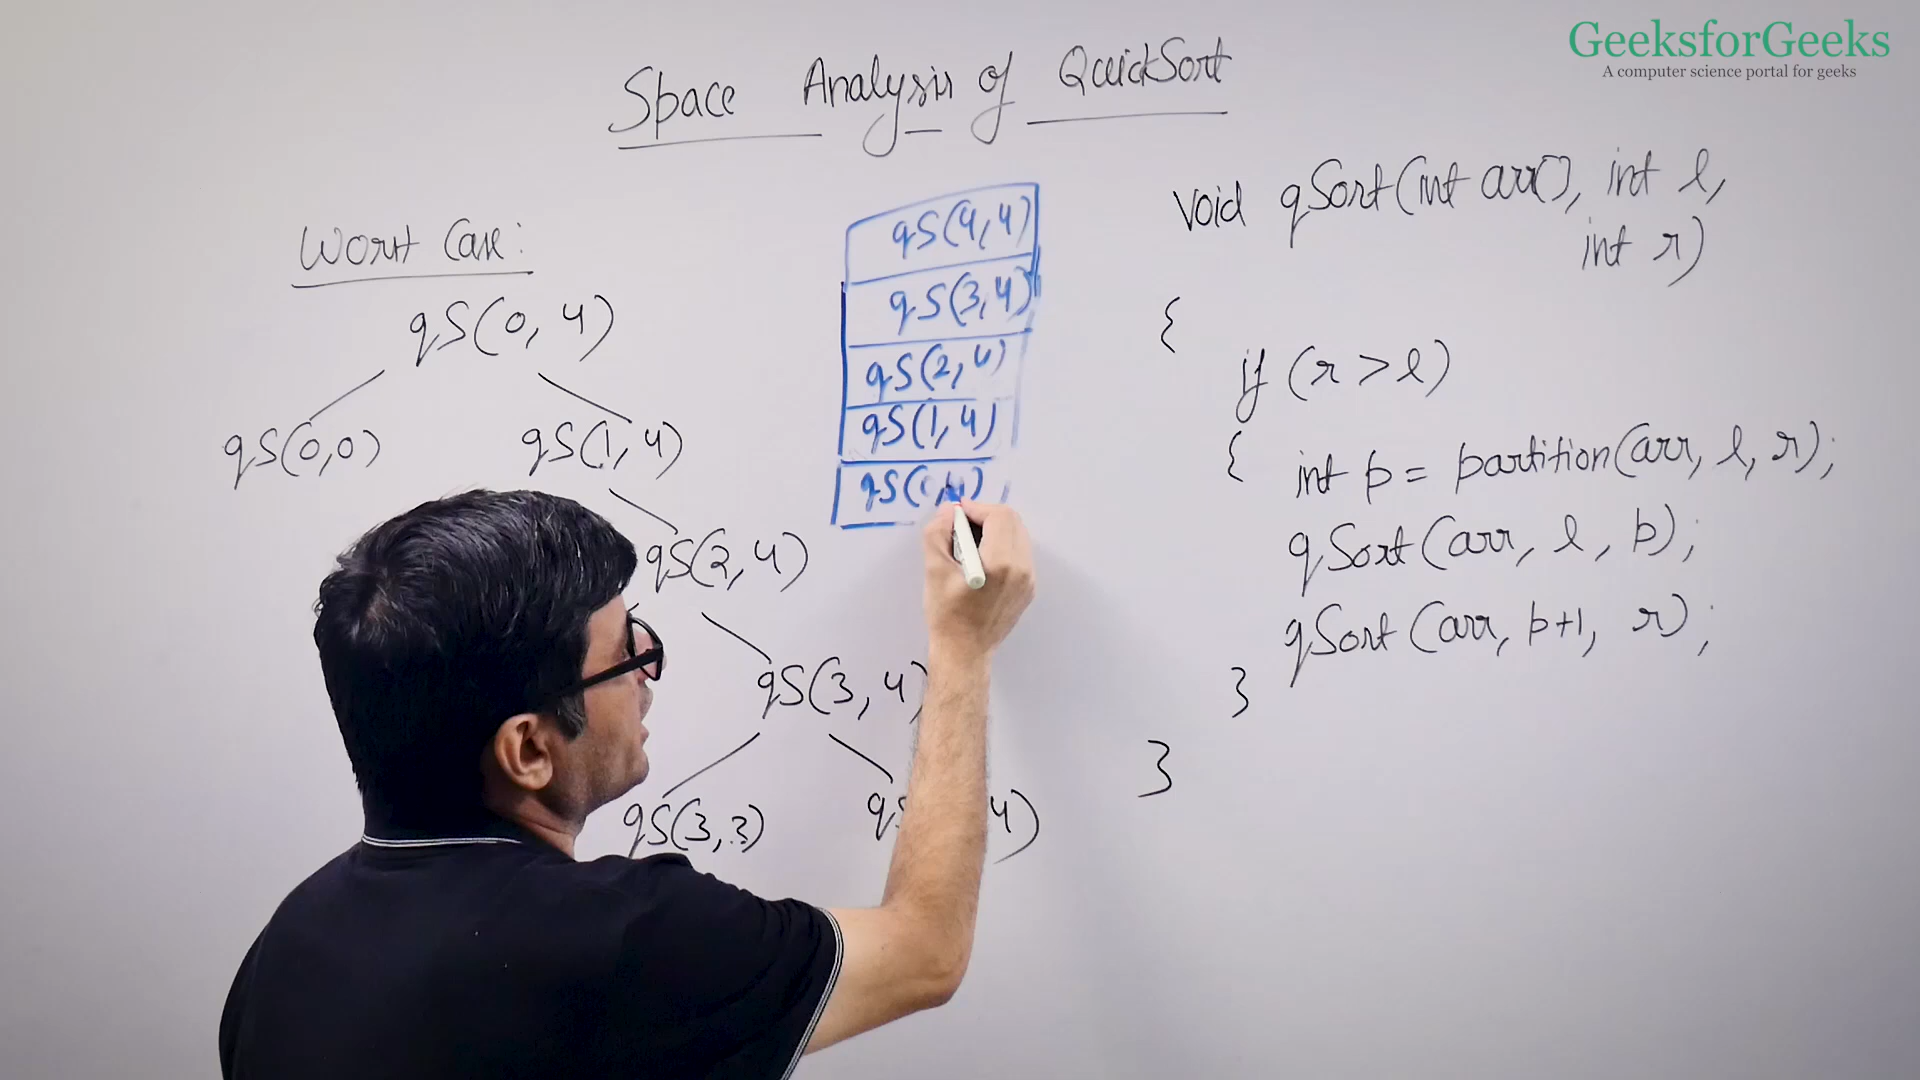 GeeksforGeeks
A computer science portal for geeks
Space Analysis of QuickSort
Worst Case:
qS(0, 4)
qS(0,0) qS(1, 4)
qS(2, 4)
qS(3, 4)
qS(3,3)
4)
qS(4,4)
qS(3,4)
qS(2,4)
qS(1,4)
qS(
void qSort(int arr[], int l,
int r)
{
if (r > l)
{ int p = partition(arr, l, r);
qSort(arr, l, p);
qSort(arr, p+1, r);
}
}